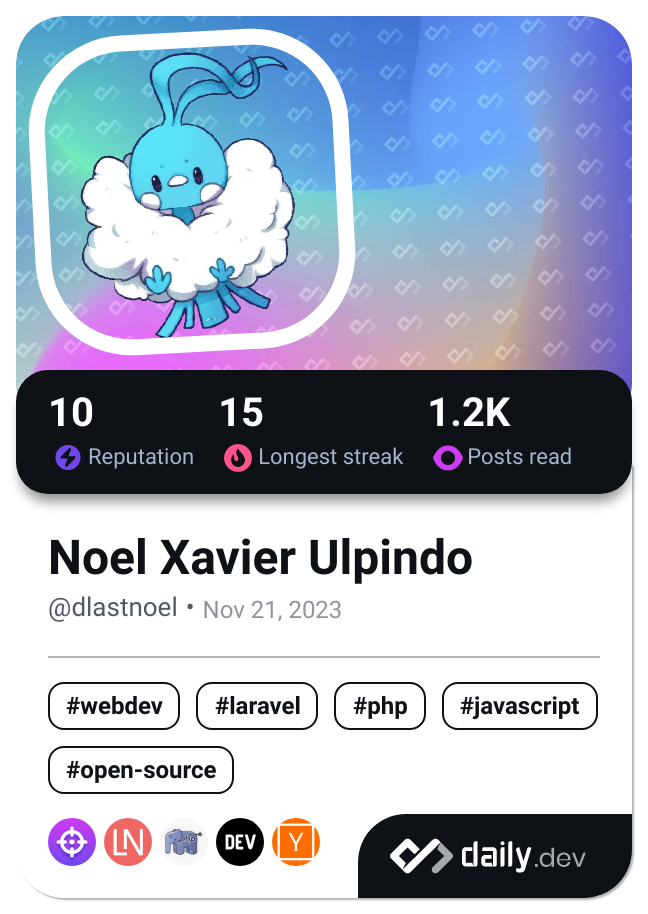 10 15 1.2K
Reputation Longest streak Posts read
Noel Xavier Ulpindo
@dlastnoel • Nov 21, 2023
#webdev #laravel #php #javascript
#open-source
LN php DEV Y
daily.dev